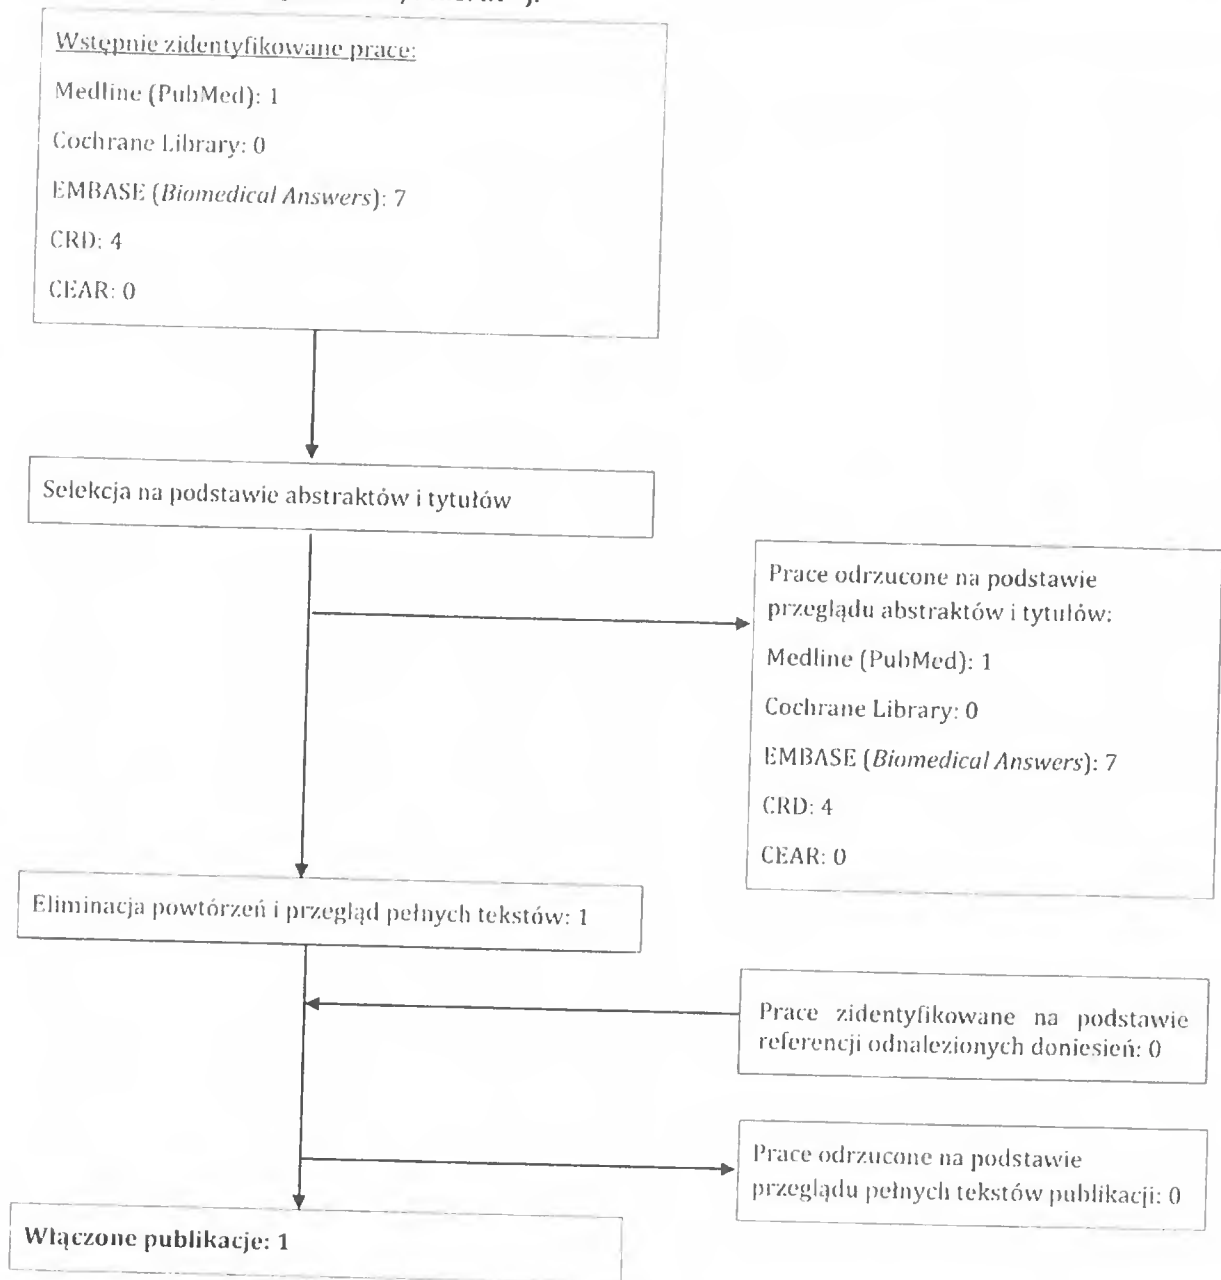 Wstępnie zidentyfikowane prace:
Medline (PubMed): 1
Cochrane Library: 0
EMBASE (Biomedical Answers): 7
CRD: 4
CEAR: 0
Selekcja na podstawie abstraktów i tytułów
Prace odrzucone na podstawie
przeglądu abstraktów i tytułów:
Medline (PubMed): 1
Cochrane Library: 0
EMBASE (Biomedical Answers): 7
CRD: 4
CEAR: 0
Eliminacja powtórzeń i przegląd pełnych tekstów: 1
Prace zidentyfikowane na podstawie
referencji odnalezionych doniesień: 0
Prace odrzucone na podstawie
przeglądu pełnych tekstów publikacji: 0
Włączone publikacje: 1